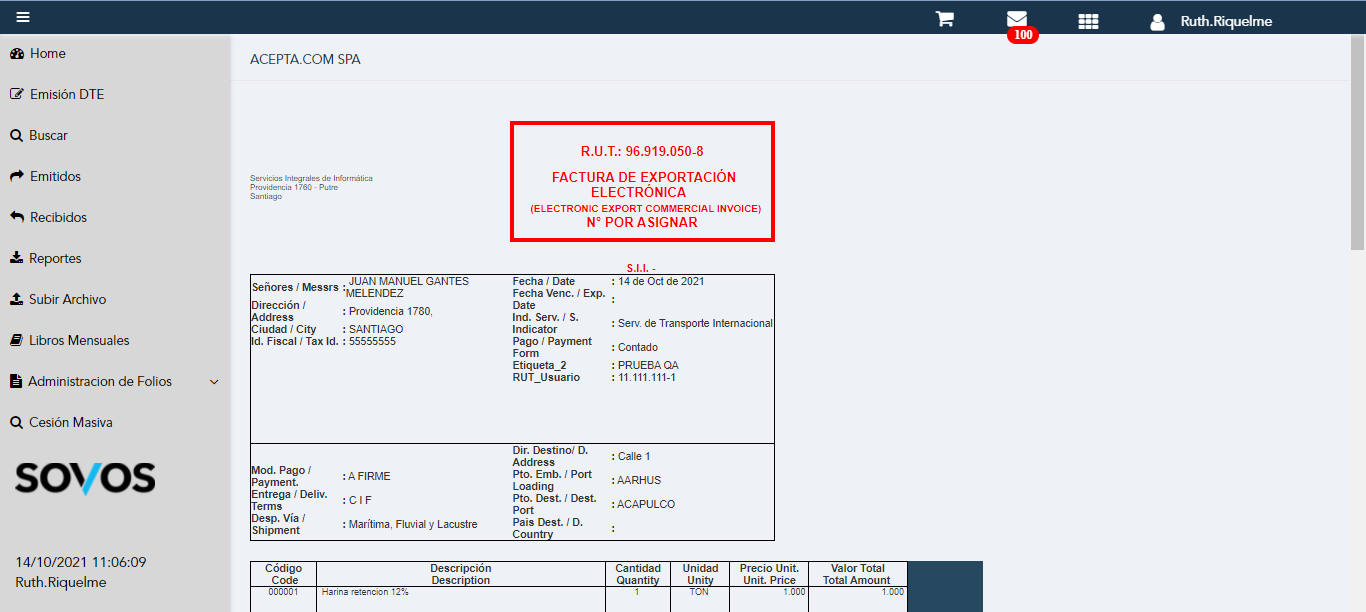 Ruth.Riquelme
100
Home
Emisión DTE
Buscar
Emitidos
Recibidos
Reportes
Subir Archivo
Libros Mensuales
Administracion de Folios
Cesión Masiva
SOVOS
14/10/2021 11:06:09
Ruth.Riquelme
ACEPTA.COM SPA
Servicios Integrales de Informática
Providencia 1760 - Putre
Santiago
R.U.T.: 96.919.050-8
FACTURA DE EXPORTACIÓN
ELECTRÓNICA
(ELECTRONIC EXPORT COMMERCIAL INVOICE)
N° POR ASIGNAR
S.I.I. -
Señores / Messrs : JUAN MANUEL GANTES
MELENDEZ
Dirección /
Address : Providencia 1780,
Ciudad / City : SANTIAGO
Id. Fiscal / Tax Id. : 55555555
Fecha / Date : 14 de Oct de 2021
Fecha Venc. / Exp.
Date :
Ind. Serv. / S.
Indicator : Serv. de Transporte Internacional
Pago / Payment
Form : Contado
Etiqueta_2 : PRUEBA QA
RUT_Usuario : 11.111.111-1
Mod. Pago /
Payment. : A FIRME
Entrega / Deliv.
Terms : C I F
Desp. Vía /
Shipment : Marítima, Fluvial y Lacustre
Dir. Destino/ D.
Address : Calle 1
Pto. Emb. / Port
Loading : AARHUS
Pto. Dest. / Dest.
Port : ACAPULCO
Pais Dest. / D.
Country :
Código Descripción Cantidad Unidad Precio Unit. Valor Total
Code Description Quantity Unity Unit. Price Total Amount
000001 Harina retencion 12% 1 TON 1.000 1.000